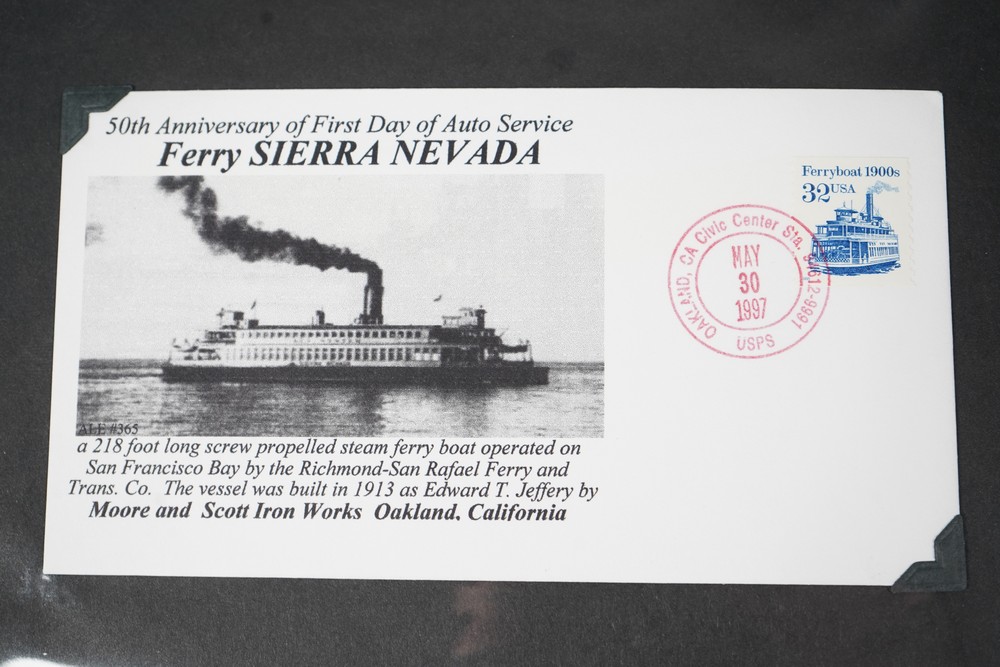 50th Anniversary of First Day of Auto Service
Ferry SIERRA NEVADA
ALE #365
a 218 foot long screw propelled steam ferry boat operated on
San Francisco Bay by the Richmond-San Rafael Ferry and
Trans. Co. The vessel was built in 1913 as Edward T. Jeffery by
Moore and Scott Iron Works Oakland, California
Ferryboat 1900s
32 USA
OAKLAND, CA Civic Center Sta. 94612-9991
MAY
30
1997
USPS